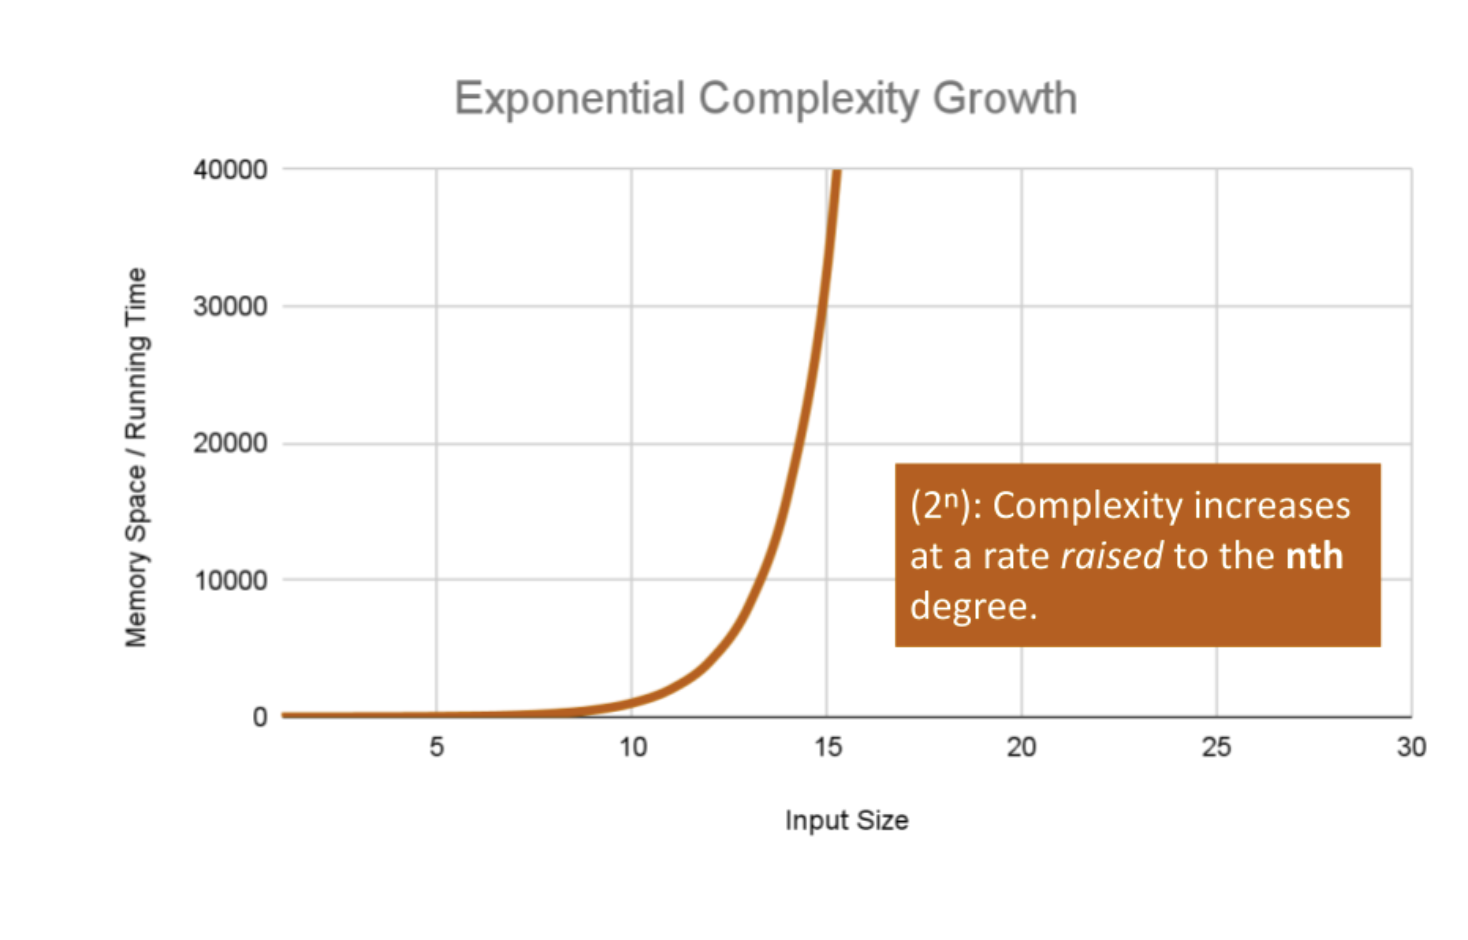 Exponential Complexity Growth
40000
30000
20000
10000
0
Memory Space / Running Time
5 10 15 20 25 30
Input Size
(2ⁿ): Complexity increases
at a rate raised to the nth
degree.